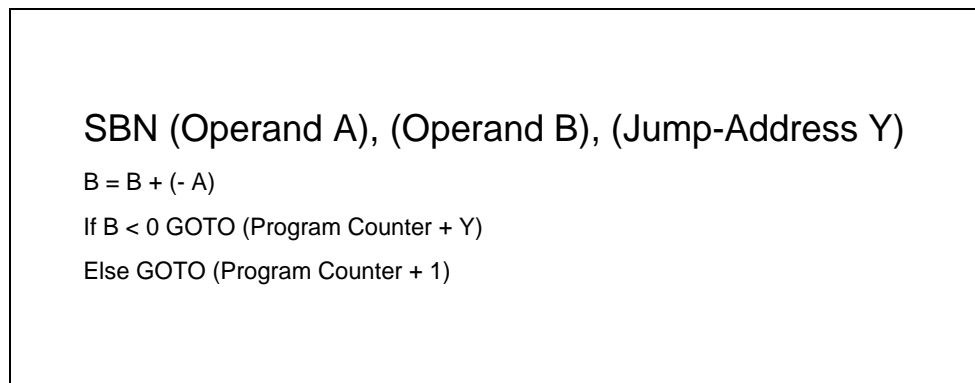 SBN (Operand A), (Operand B), (Jump-Address Y)
B = B + (- A)
If B < 0 GOTO (Program Counter + Y)
Else GOTO (Program Counter + 1)